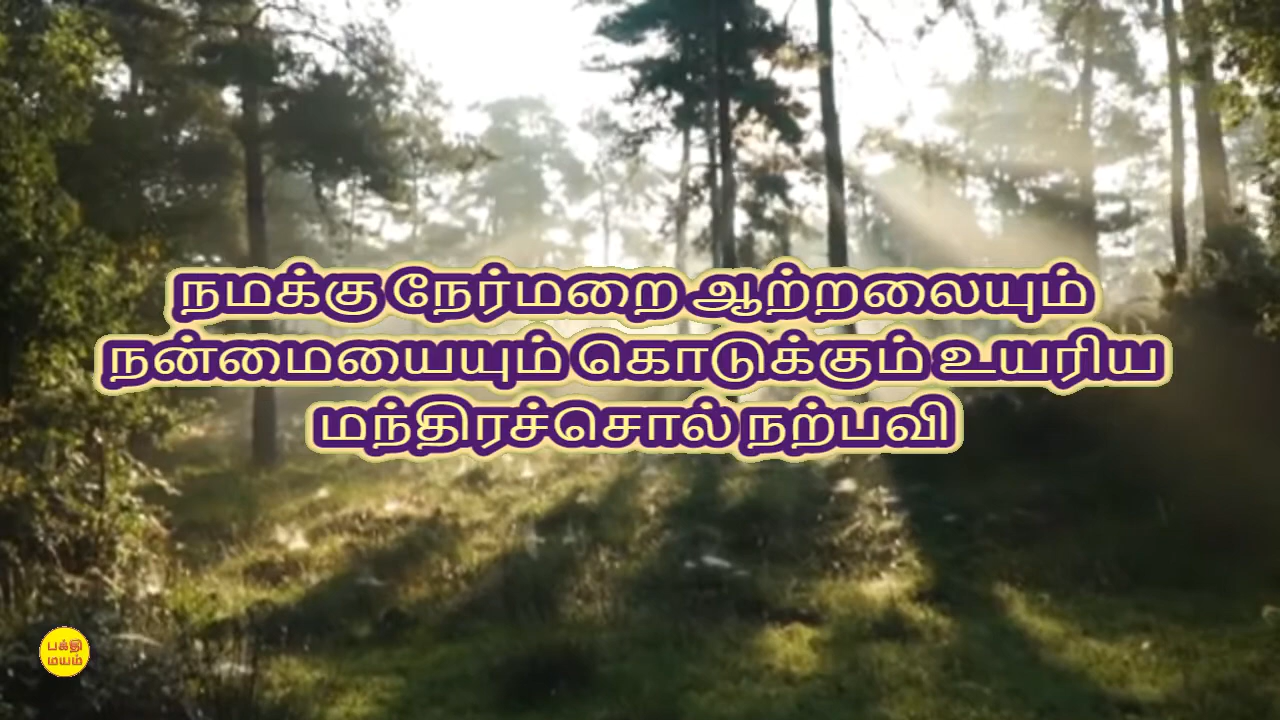 நமக்கு நேர்மறை ஆற்றலையும்
நன்மையையும் கொடுக்கும் உயரிய
மந்திரச்சொல் நற்பவி
பக்தி
மயம்